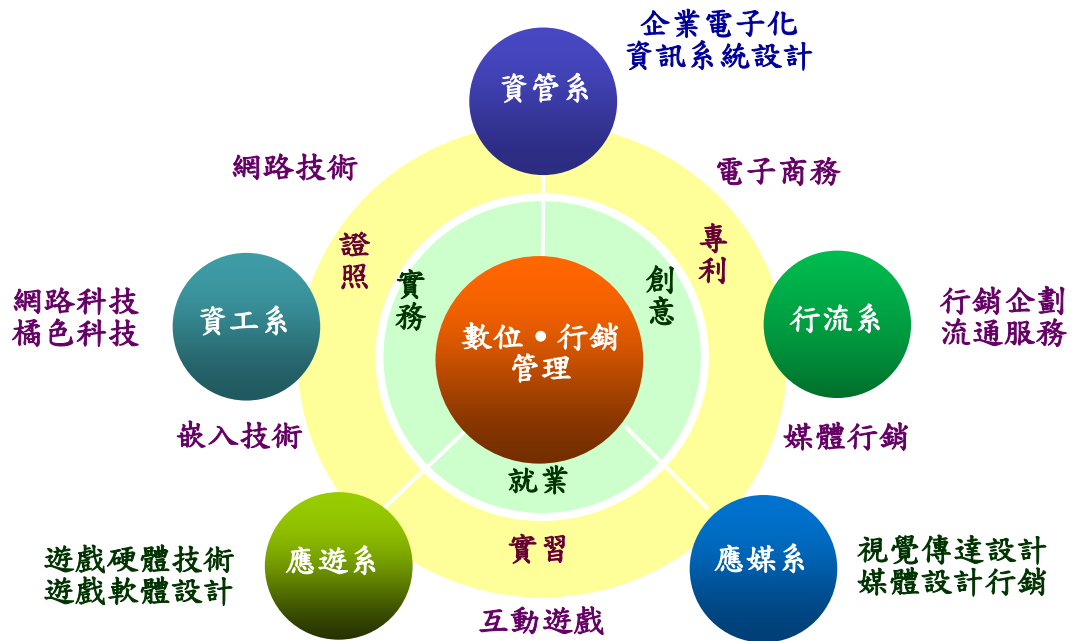 企業電子化
資訊系統設計
資管系
網路技術
電子商務
證照
專利
實務
創意
網路科技
橘色科技
資工系
數位•行銷
管理
行流系
行銷企劃
流通服務
嵌入技術
媒體行銷
就業
實習
遊戲硬體技術
遊戲軟體設計
應遊系
應媒系
視覺傳達設計
媒體設計行銷
互動遊戲